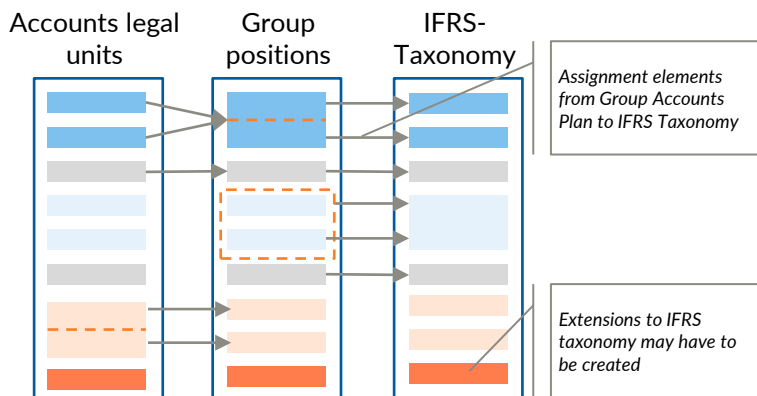 Accounts legal
units
Group
positions
IFRS-
Taxonomy
Assignment elements
from Group Accounts
Plan to IFRS Taxonomy
Extensions to IFRS
taxonomy may have to
be created